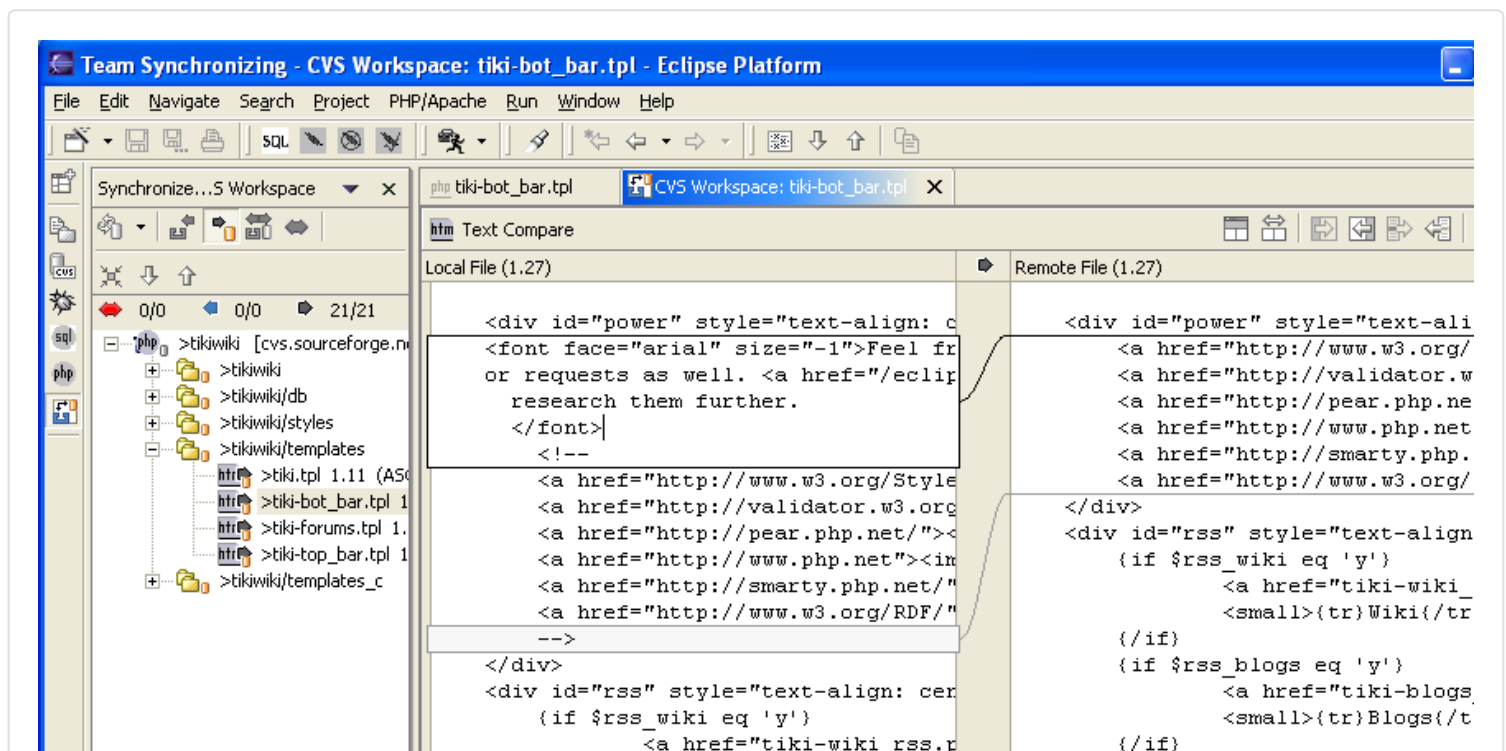 Team Synchronizing - CVS Workspace: tiki-bot_bar.tpl - Eclipse Platform
File Edit Navigate Search Project PHP/Apache Run Window Help
SQL
Synchronize...S Workspace
php tiki-bot_bar.tpl
CVS Workspace: tiki-bot_bar.tpl
htm Text Compare
Local File (1.27)
Remote File (1.27)
cvs
sql
php
0/0 0/0 21/21
php >tikiwiki [cvs.sourceforge.n
>tikiwiki
>tikiwiki/db
>tikiwiki/styles
>tikiwiki/templates
>tiki.tpl 1.11 (AS
>tiki-bot_bar.tpl 1
>tiki-forums.tpl 1.
>tiki-top_bar.tpl 1
>tikiwiki/templates_c
<div id="power" style="text-align: c
<font face="arial" size="-1">Feel fr
or requests as well. <a href="/eclip
research them further.
</font>
<!--
<a href="http://www.w3.org/Style
<a href="http://validator.w3.org
<a href="http://pear.php.net/"><
<a href="http://www.php.net"><im
<a href="http://smarty.php.net/"
<a href="http://www.w3.org/RDF/"
-->
</div>
<div id="rss" style="text-align: cen
{if $rss_wiki eq 'y'}
<a href="tiki-wiki_rss.p
<div id="power" style="text-ali
<a href="http://www.w3.org/
<a href="http://validator.w
<a href="http://pear.php.ne
<a href="http://www.php.net
<a href="http://smarty.php.
<a href="http://www.w3.org/
</div>
<div id="rss" style="text-align
{if $rss_wiki eq 'y'}
<a href="tiki-wiki_
<small>{tr}Wiki{/tr
{/if}
{if $rss_blogs eq 'y'}
<a href="tiki-blogs
<small>{tr}Blogs{/t
{/if}